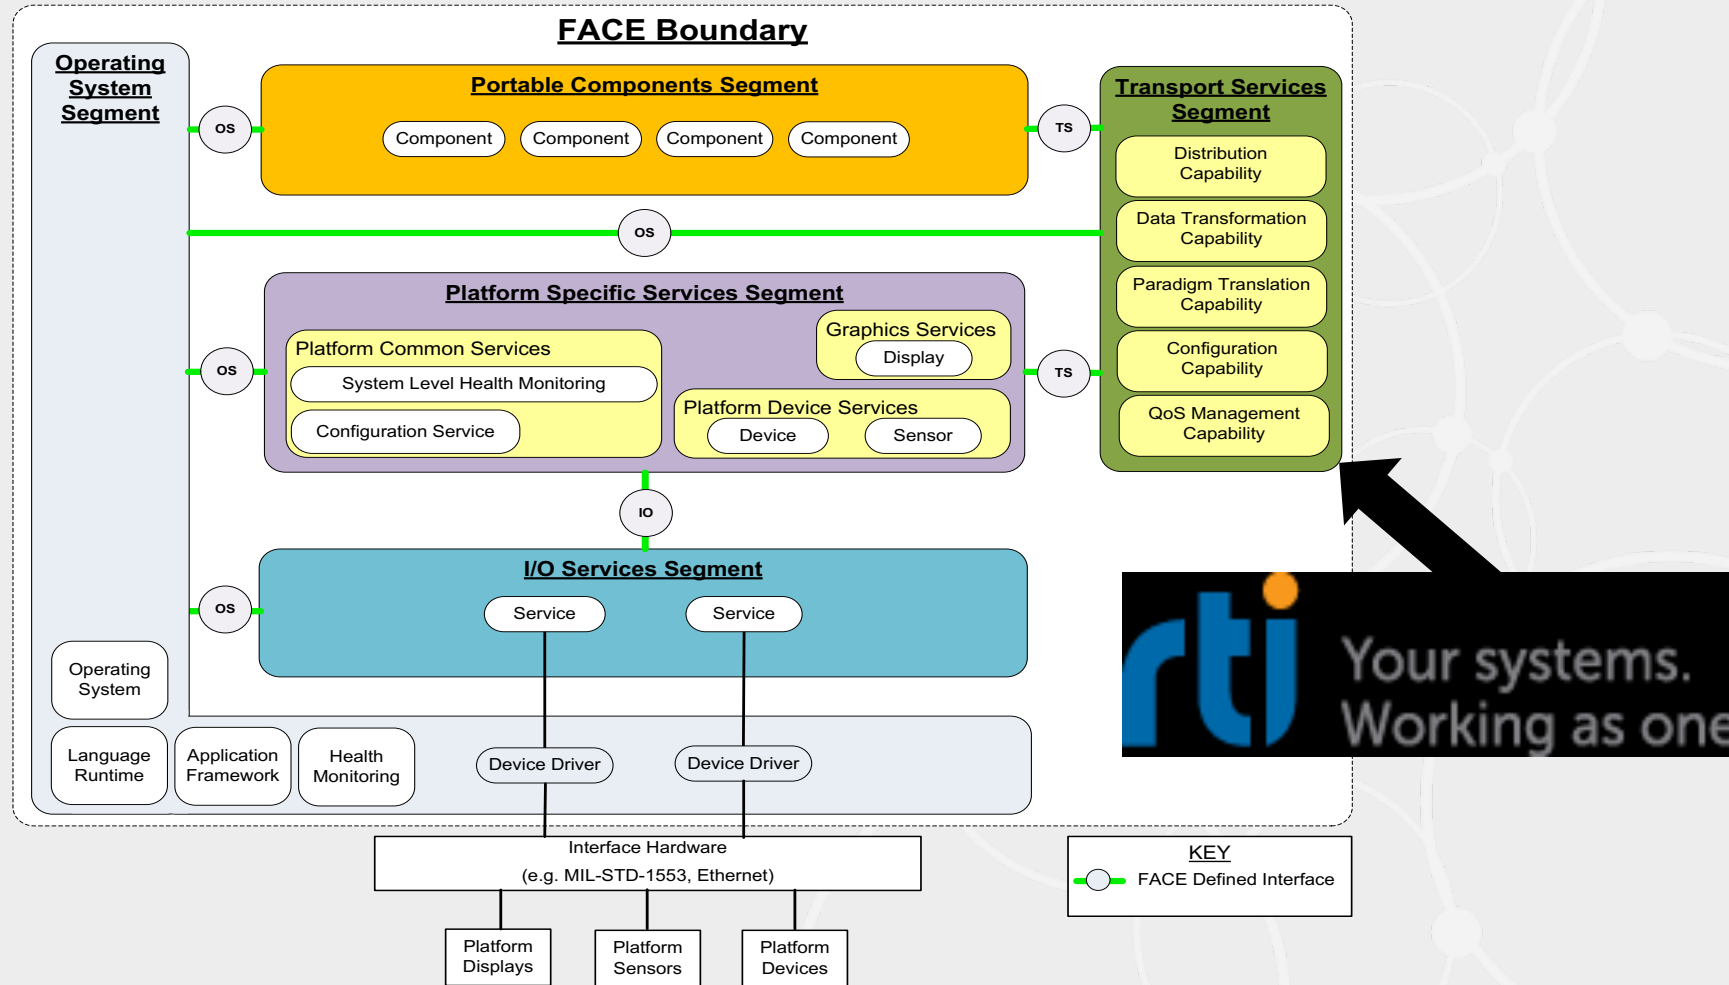 FACE Boundary
Operating
System
Segment
OS
Portable Components Segment
Component
Component
Component
Component
TS
Transport Services
Segment
Distribution
Capability
Data Transformation
Capability
Paradigm Translation
Capability
Configuration
Capability
QoS Management
Capability
OS
OS
Platform Specific Services Segment
Platform Common Services
System Level Health Monitoring
Configuration Service
Graphics Services
Display
Platform Device Services
Device
Sensor
TS
IO
OS
I/O Services Segment
Service
Service
Operating
System
Language
Runtime
Application
Framework
Health
Monitoring
Device Driver
Device Driver
rti
Your systems.
Working as one
Interface Hardware
(e.g. MIL-STD-1553, Ethernet)
Platform
Displays
Platform
Sensors
Platform
Devices
KEY
FACE Defined Interface